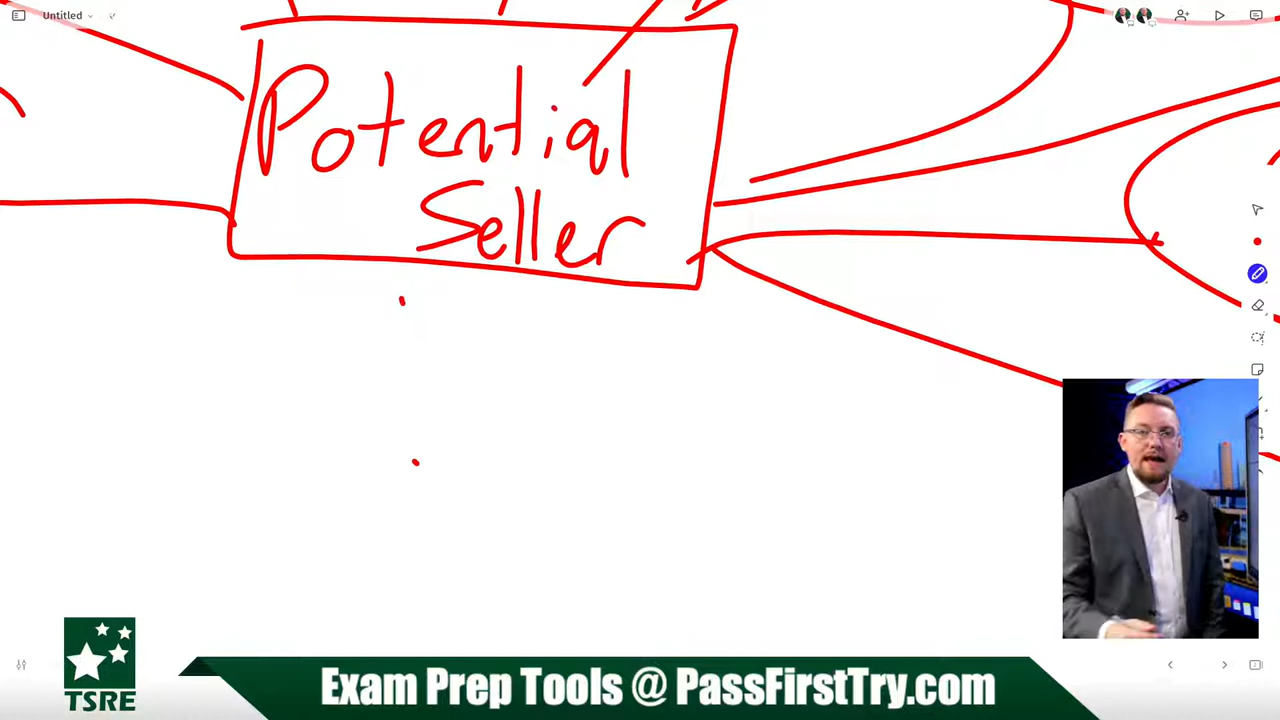 Untitled
Potential
Seller
TSRE
Exam Prep Tools @ PassFirstTry.com